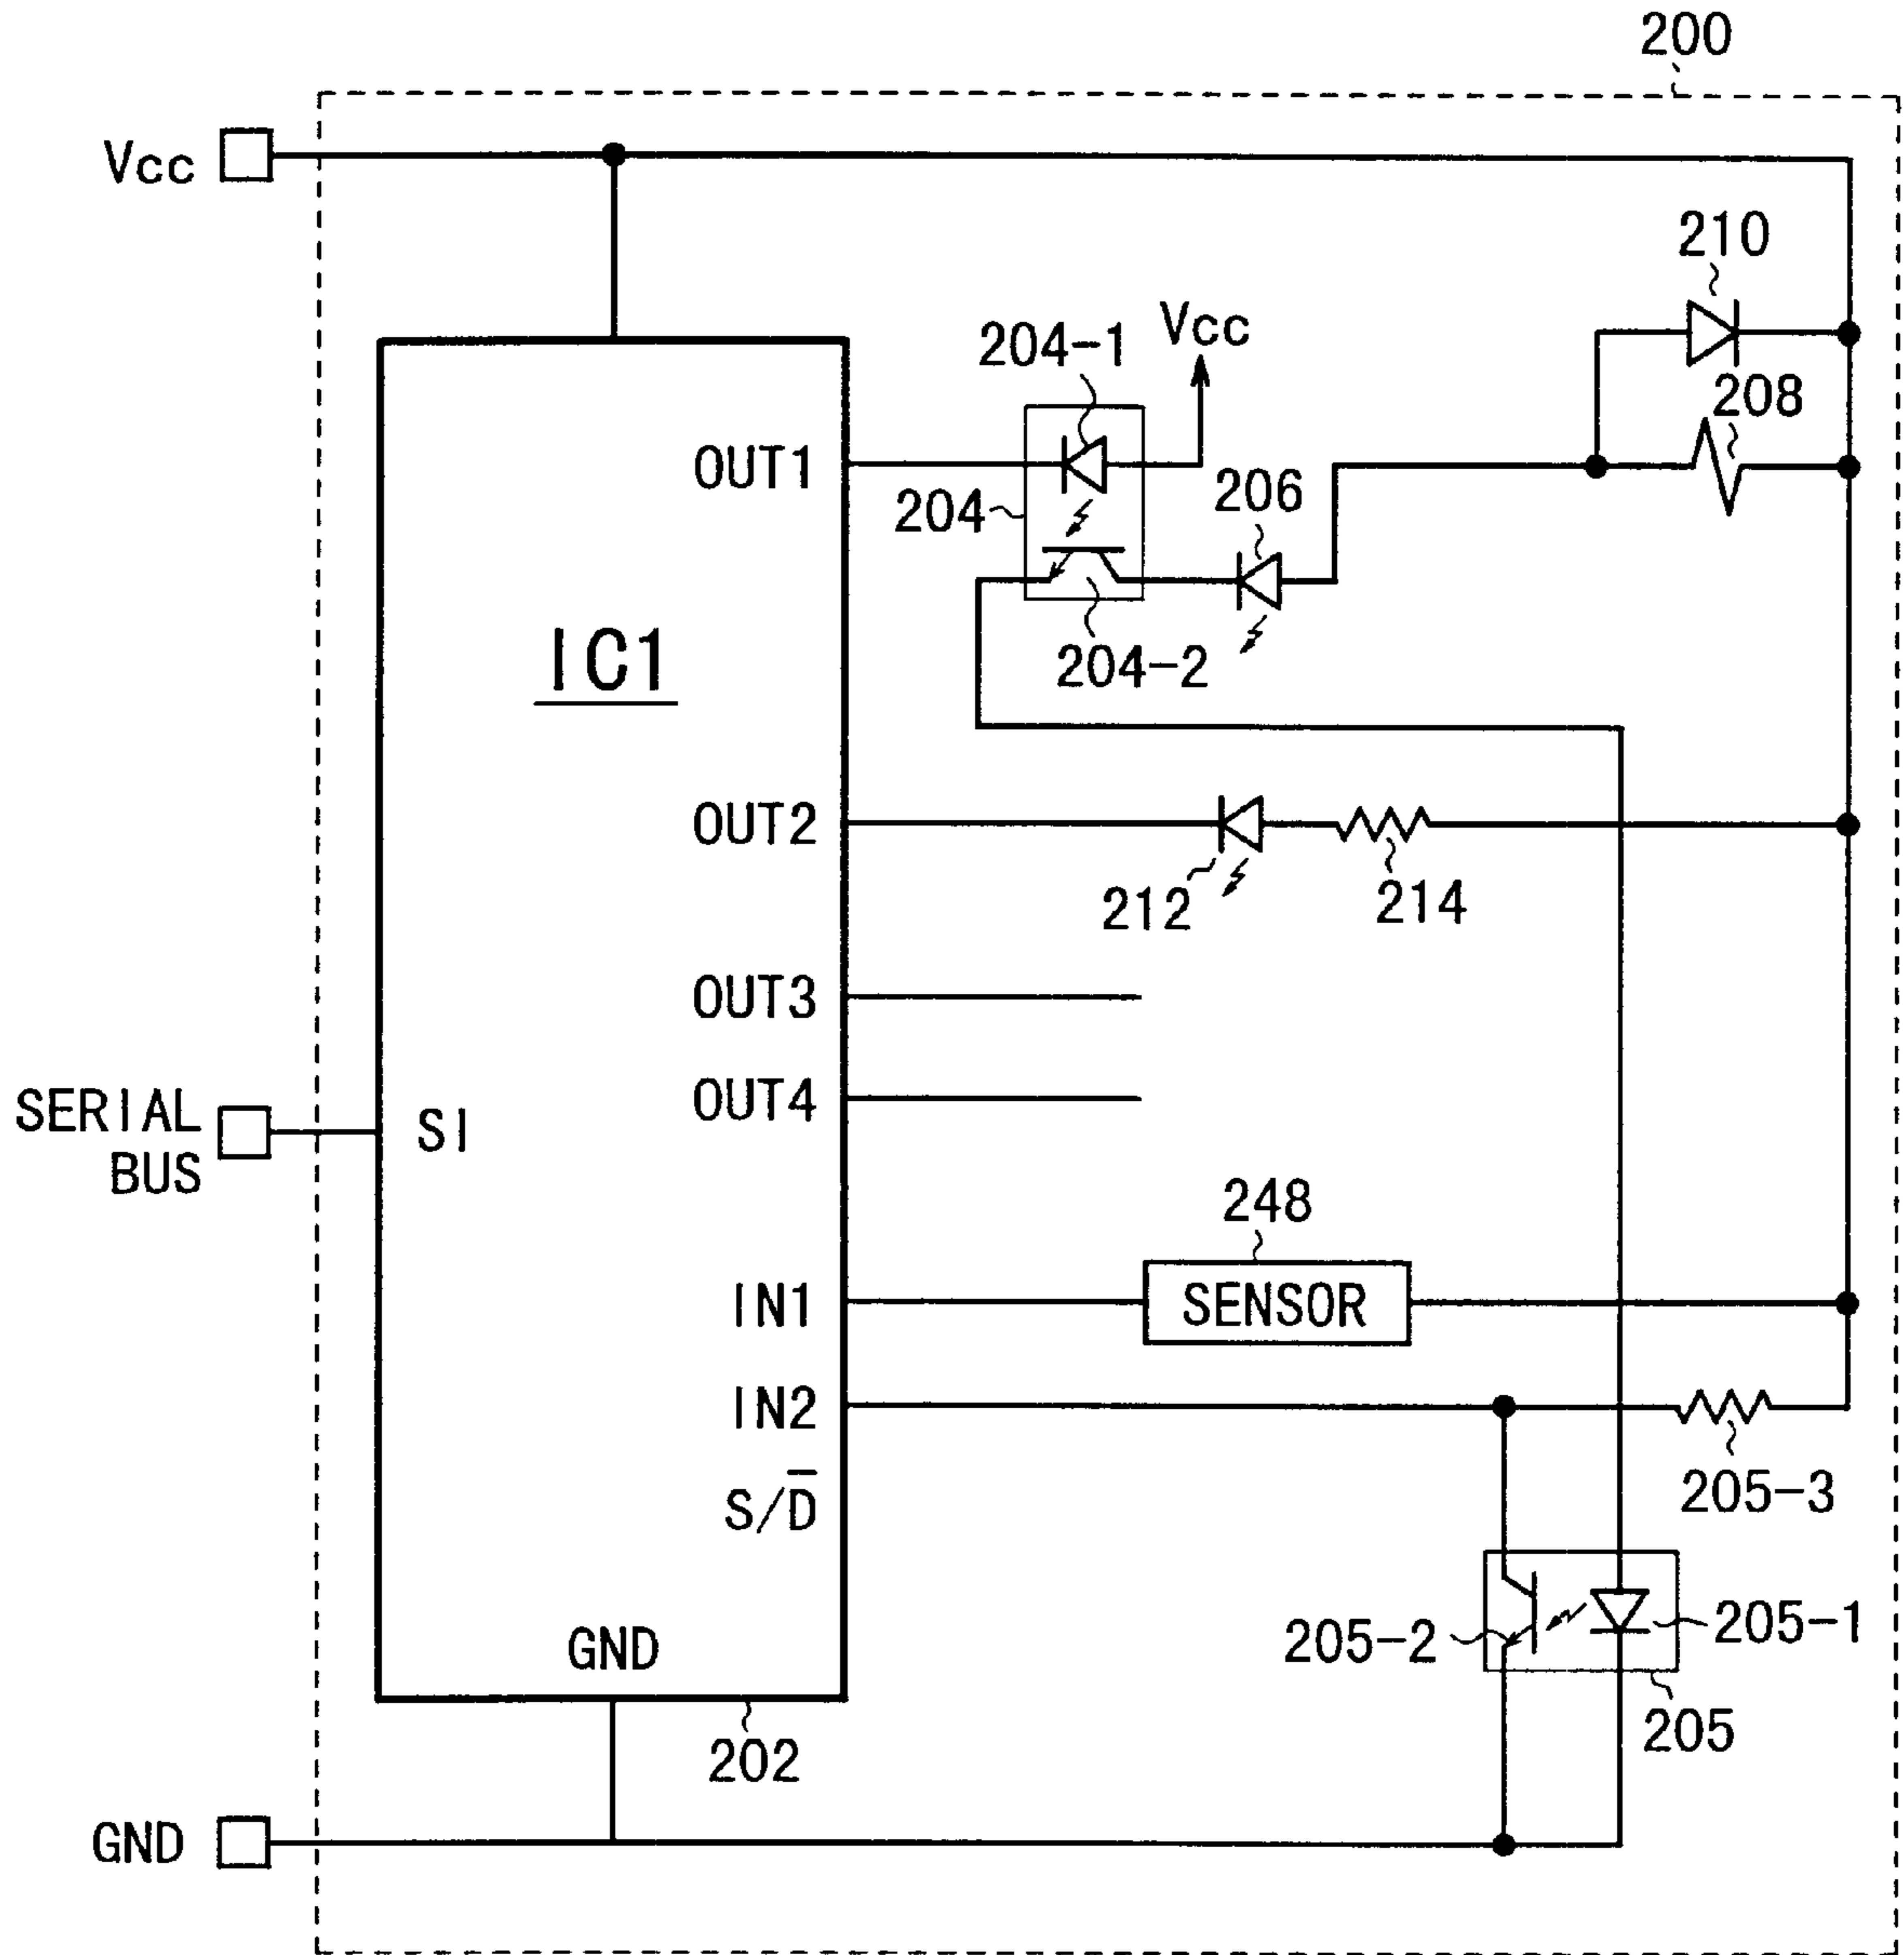 200
Vcc
210
204-1
Vcc
208
OUT1
204
206
IC1
204-2
OUT2
212
214
OUT3
OUT4
SERIAL
BUS
SI
248
IN1
SENSOR
IN2
205-3
S/D̅
205-2
205-1
GND
205
202
GND